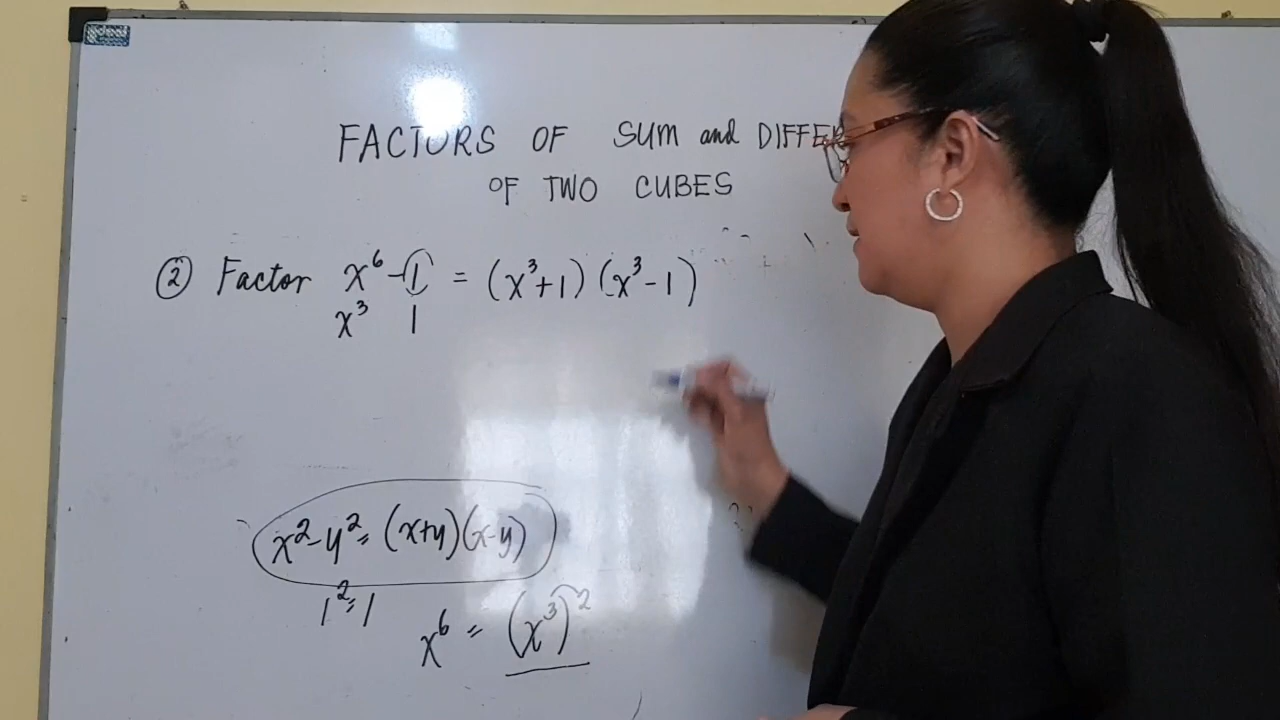 FACTORS OF SUM and DIFFER
OF TWO CUBES
② Factor x⁶ - 1 = (x³+1) (x³-1)
x³ 1
x²-y² = (x+y)(x-y)
1² = 1
x⁶ = (x³)²